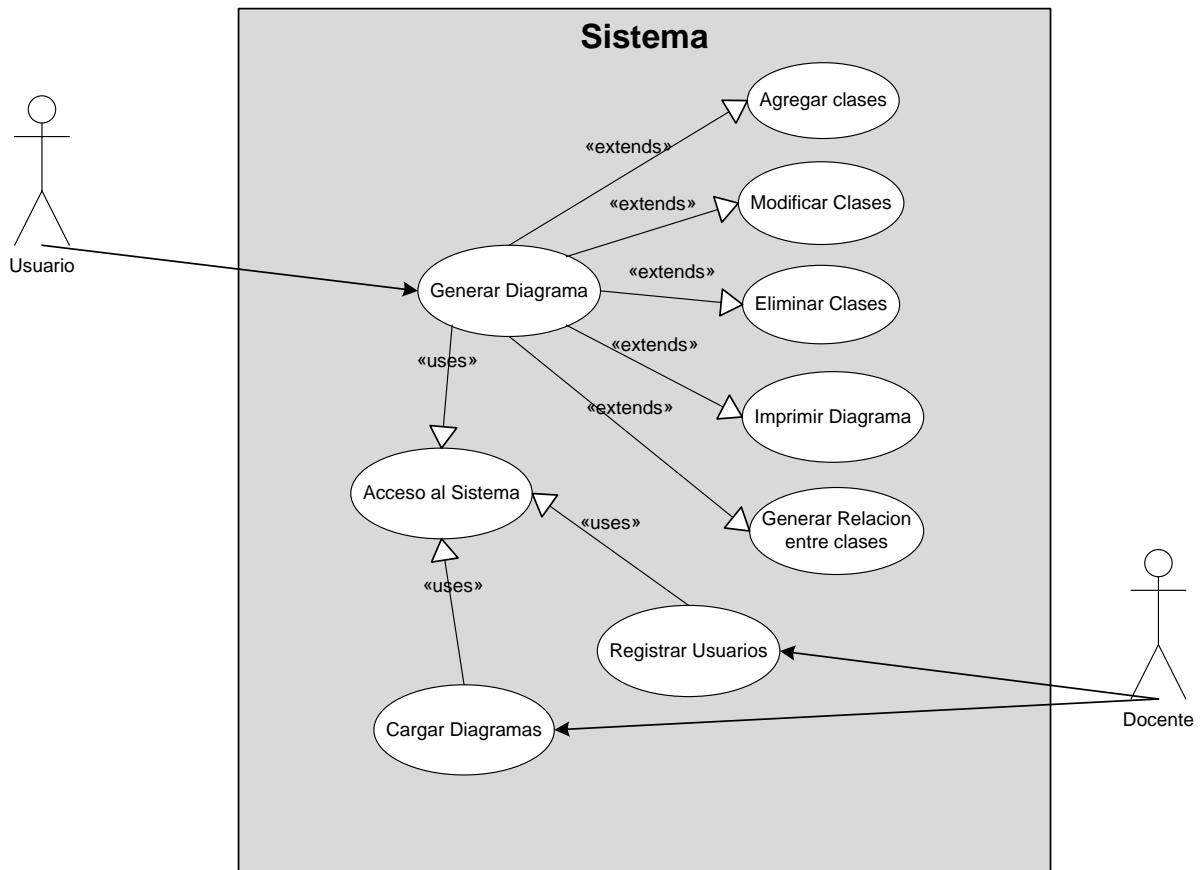 Sistema
Agregar clases
«extends»
Modificar Clases
«extends»
Usuario
Generar Diagrama
«extends»
Eliminar Clases
«extends»
«uses»
«extends»
Imprimir Diagrama
Acceso al Sistema
«uses»
Generar Relacion
entre clases
«uses»
Registrar Usuarios
Cargar Diagramas
Docente